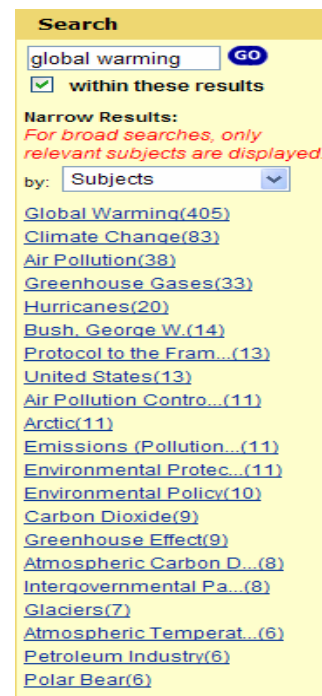 Search
global warming GO
within these results
Narrow Results:
For broad searches, only
relevant subjects are displayed.
by: Subjects
Global Warming(405)
Climate Change(83)
Air Pollution(38)
Greenhouse Gases(33)
Hurricanes(20)
Bush, George W.(14)
Protocol to the Fram...(13)
United States(13)
Air Pollution Contro...(11)
Arctic(11)
Emissions (Pollution...(11)
Environmental Protec...(11)
Environmental Policy(10)
Carbon Dioxide(9)
Greenhouse Effect(9)
Atmospheric Carbon D...(8)
Intergovernmental Pa...(8)
Glaciers(7)
Atmospheric Temperat...(6)
Petroleum Industry(6)
Polar Bear(6)